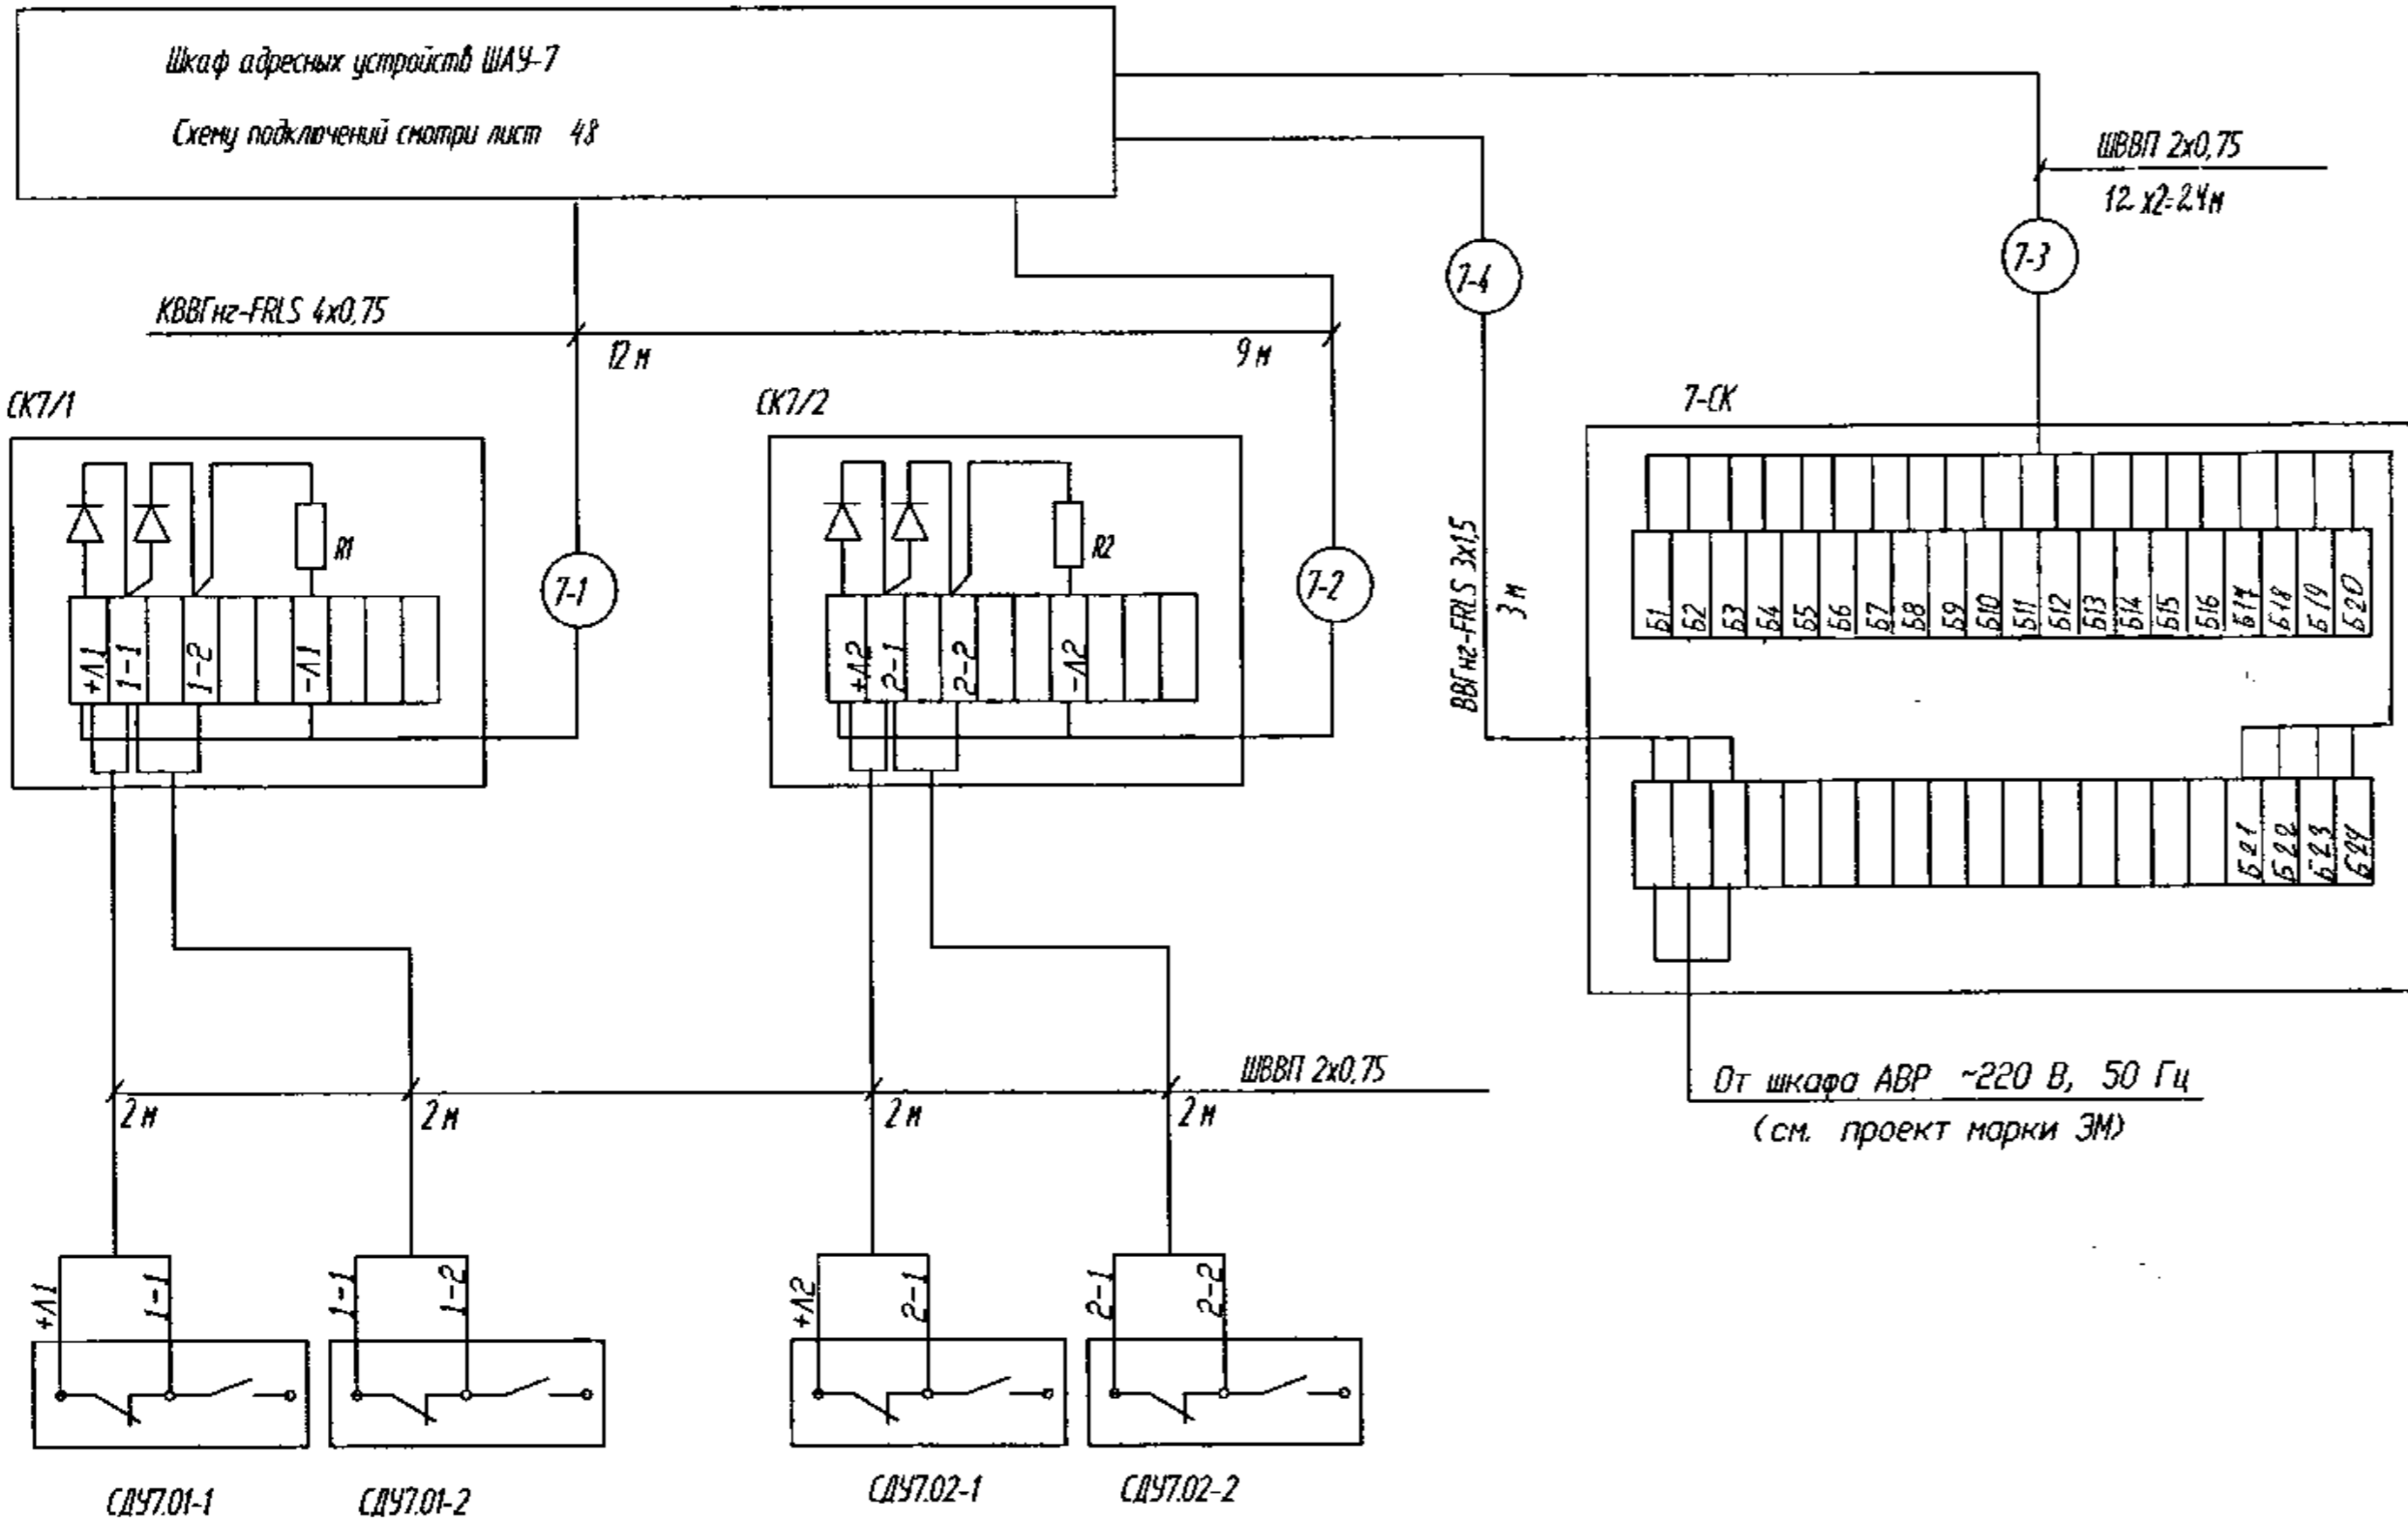 Шкаф адресных устройств ШАУ-7
Схему подключений смотри лист 48
ШВВП 2х0,75
12 х2=24м
7-3
7-4
КВВГнг-FRLS 4х0,75
12 м
9 м
СК7/1
СК7/2
7-СК
R1
R2
7-1
7-2
ВВГнг-FRLS 3х1,5
3 м
+Л1
1-1
1-2
-Л1
+Л2
2-1
2-2
-Л2
Б1
Б2
Б3
Б4
Б5
Б6
Б7
Б8
Б9
Б10
Б11
Б12
Б13
Б14
Б15
Б16
Б17
Б18
Б19
Б20
Б21
Б22
Б23
Б24
ШВВП 2х0,75
2 м
2 м
2 м
2 м
От шкафа АВР ~220 В, 50 Гц
(см. проект марки ЭМ)
+Л1
1-1
1-1
1-2
+Л2
2-1
2-1
2-2
СДУ7.01-1
СДУ7.01-2
СДУ7.02-1
СДУ7.02-2